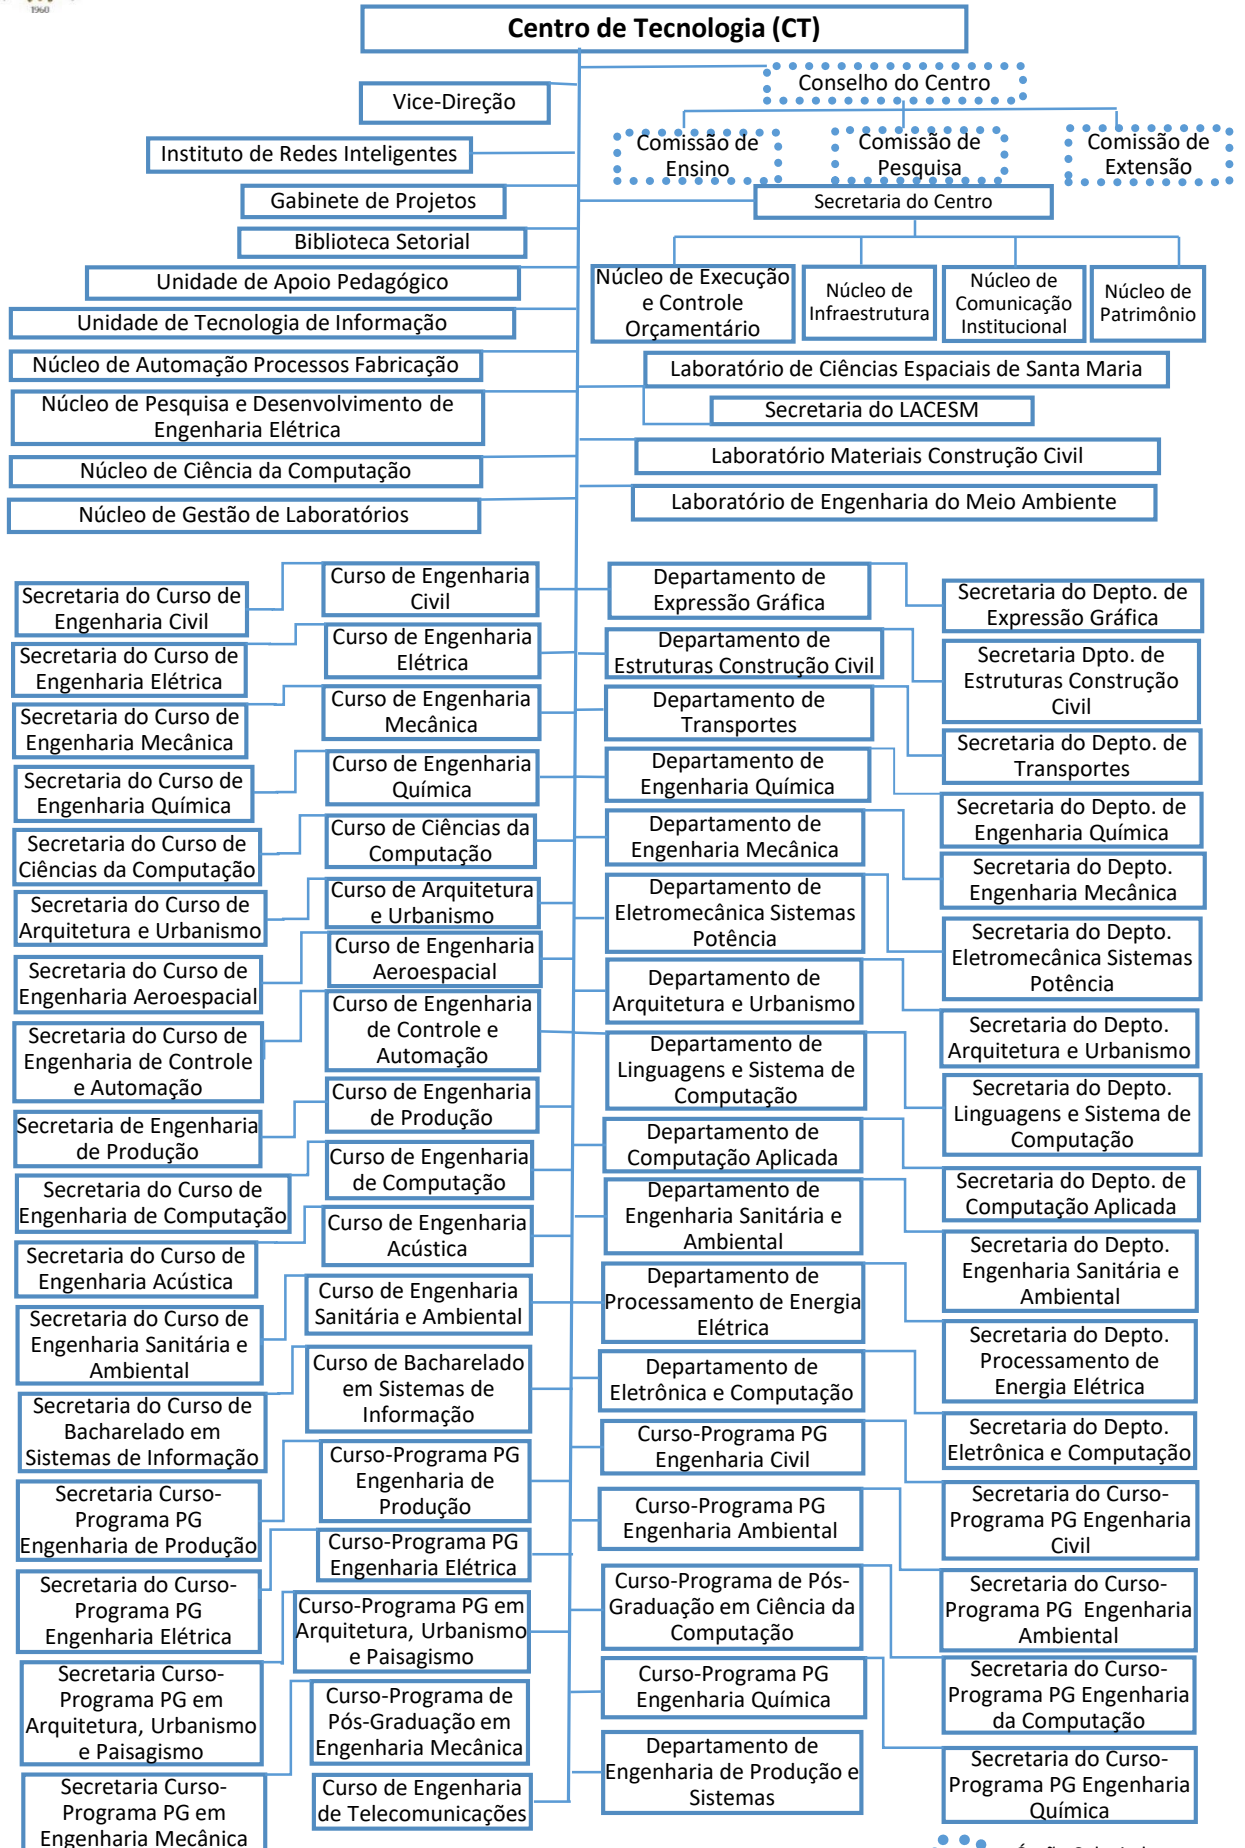 1960
Centro de Tecnologia (CT)
Conselho do Centro
Vice-Direção
Comissão de
Ensino
Comissão de
Pesquisa
Comissão de
Extensão
Instituto de Redes Inteligentes
Gabinete de Projetos
Secretaria do Centro
Biblioteca Setorial
Unidade de Apoio Pedagógico
Núcleo de Execução
e Controle
Orçamentário
Núcleo de
Infraestrutura
Núcleo de
Comunicação
Institucional
Núcleo de
Patrimônio
Unidade de Tecnologia de Informação
Núcleo de Automação Processos Fabricação
Laboratório de Ciências Espaciais de Santa Maria
Núcleo de Pesquisa e Desenvolvimento de
Engenharia Elétrica
Secretaria do LACESM
Núcleo de Ciência da Computação
Laboratório Materiais Construção Civil
Núcleo de Gestão de Laboratórios
Laboratório de Engenharia do Meio Ambiente
Secretaria do Curso de
Engenharia Civil
Curso de Engenharia
Civil
Departamento de
Expressão Gráfica
Secretaria do Depto. de
Expressão Gráfica
Secretaria do Curso de
Engenharia Elétrica
Curso de Engenharia
Elétrica
Departamento de
Estruturas Construção Civil
Secretaria Dpto. de
Estruturas Construção
Civil
Secretaria do Curso de
Engenharia Mecânica
Curso de Engenharia
Mecânica
Departamento de
Transportes
Secretaria do Depto. de
Transportes
Secretaria do Curso de
Engenharia Química
Curso de Engenharia
Química
Departamento de
Engenharia Química
Secretaria do Depto. de
Engenharia Química
Secretaria do Curso de
Ciências da Computação
Curso de Ciências da
Computação
Departamento de
Engenharia Mecânica
Secretaria do Depto.
Engenharia Mecânica
Secretaria do Curso de
Arquitetura e Urbanismo
Curso de Arquitetura
e Urbanismo
Departamento de
Eletromecânica Sistemas
Potência
Secretaria do Depto.
Eletromecânica Sistemas
Potência
Secretaria do Curso de
Engenharia Aeroespacial
Curso de Engenharia
Aeroespacial
Departamento de
Arquitetura e Urbanismo
Secretaria do Depto.
Arquitetura e Urbanismo
Secretaria do Curso de
Engenharia de Controle
e Automação
Curso de Engenharia
de Controle e
Automação
Departamento de
Linguagens e Sistema de
Computação
Secretaria do Depto.
Linguagens e Sistema de
Computação
Secretaria de Engenharia
de Produção
Curso de Engenharia
de Produção
Departamento de
Computação Aplicada
Secretaria do Depto. de
Computação Aplicada
Secretaria do Curso de
Engenharia de Computação
Curso de Engenharia
de Computação
Departamento de
Engenharia Sanitária e
Ambiental
Secretaria do Depto.
Engenharia Sanitária e
Ambiental
Secretaria do Curso de
Engenharia Acústica
Curso de Engenharia
Acústica
Departamento de
Processamento de Energia
Elétrica
Secretaria do Depto.
Processamento de
Energia Elétrica
Secretaria do Curso de
Engenharia Sanitária e
Ambiental
Curso de Engenharia
Sanitária e Ambiental
Departamento de
Eletrônica e Computação
Secretaria do Depto.
Eletrônica e Computação
Secretaria do Curso de
Bacharelado em
Sistemas de Informação
Curso de Bacharelado
em Sistemas de
Informação
Curso-Programa PG
Engenharia Civil
Secretaria do Curso-
Programa PG Engenharia
Civil
Secretaria Curso-
Programa PG
Engenharia de Produção
Curso-Programa PG
Engenharia de
Produção
Curso-Programa PG
Engenharia Ambiental
Secretaria do Curso-
Programa PG Engenharia
Ambiental
Secretaria do Curso-
Programa PG
Engenharia Elétrica
Curso-Programa PG
Engenharia Elétrica
Curso-Programa de Pós-
Graduação em Ciência da
Computação
Secretaria do Curso-
Programa PG Engenharia
da Computação
Secretaria Curso-
Programa PG em
Arquitetura, Urbanismo
e Paisagismo
Curso-Programa PG em
Arquitetura, Urbanismo
e Paisagismo
Curso-Programa PG
Engenharia Química
Secretaria do Curso-
Programa PG Engenharia
Química
Secretaria Curso-
Programa PG em
Engenharia Mecânica
Curso-Programa de
Pós-Graduação em
Engenharia Mecânica
Departamento de
Engenharia de Produção e
Sistemas
Curso de Engenharia
de Telecomunicações